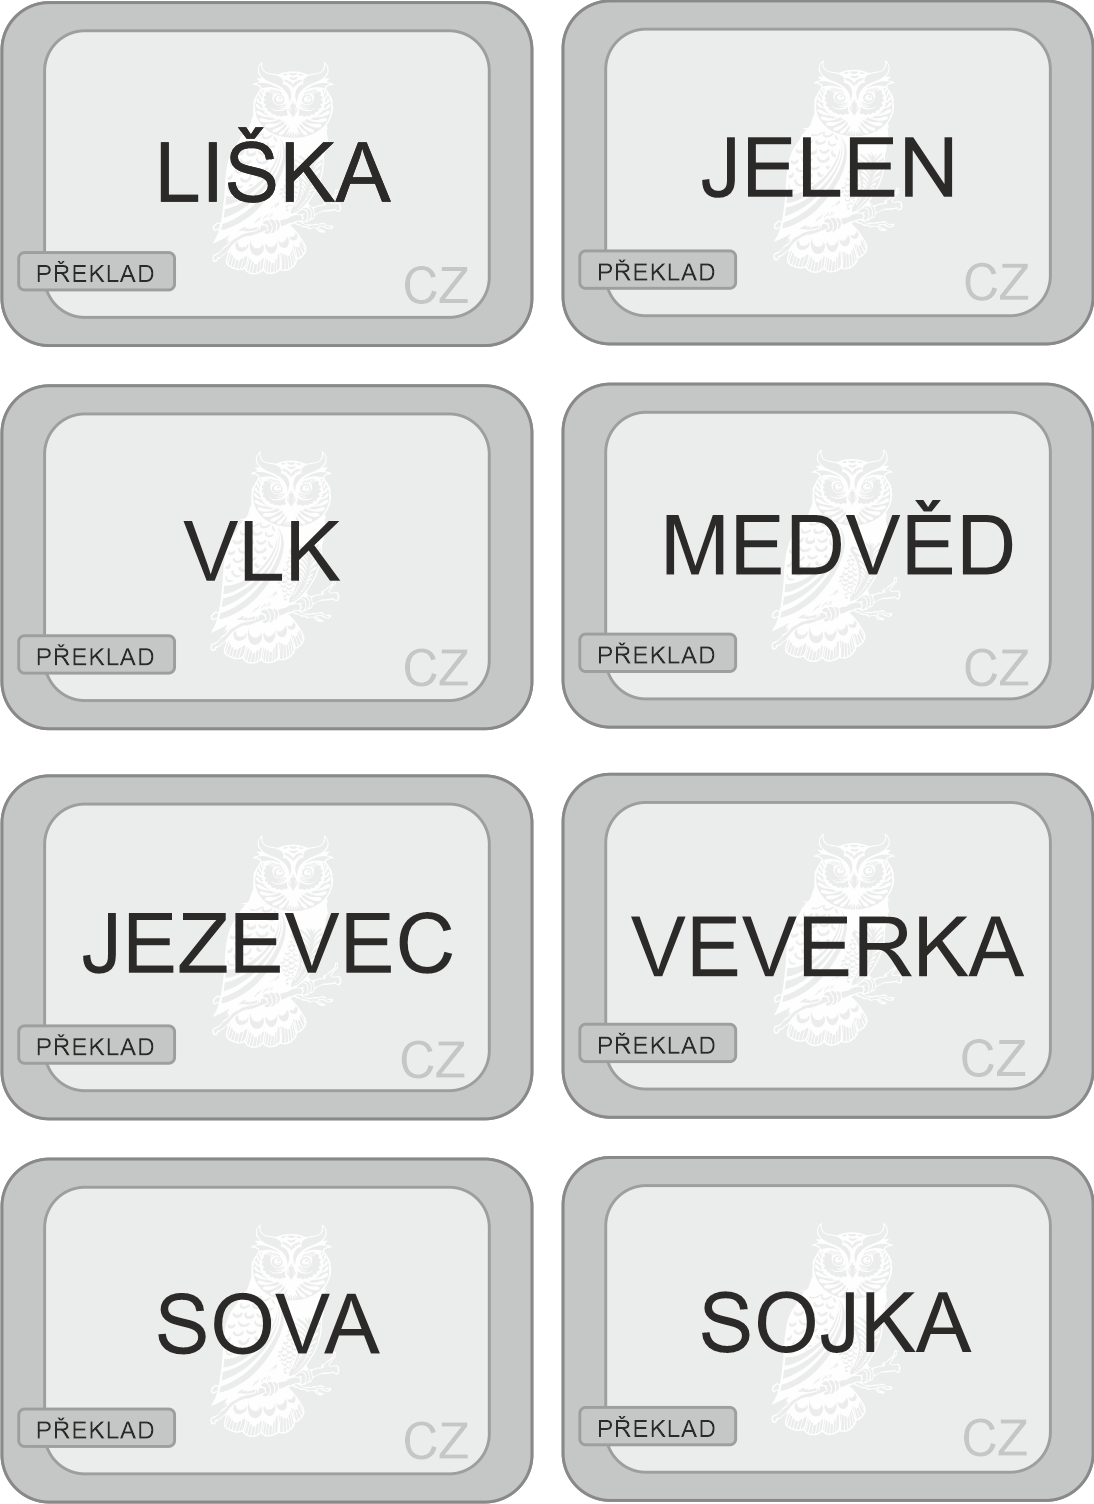 LIŠKA
PŘEKLAD
CZ
JELEN
PŘEKLAD
CZ
VLK
PŘEKLAD
CZ
MEDVĚD
PŘEKLAD
CZ
JEZEVEC
PŘEKLAD
CZ
VEVERKA
PŘEKLAD
CZ
SOVA
PŘEKLAD
CZ
SOJKA
PŘEKLAD
CZ